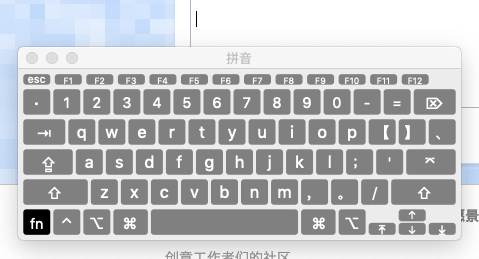 拼音
esc F1 F2 F3 F4 F5 F6 F7 F8 F9 F10 F11 F12
· 1 2 3 4 5 6 7 8 9 0 - = ⌦
⇥ q w e r t y u i o p 【 】 、
⇪ a s d f g h j k l ； ' ⌤
⇧ z x c v b n m ， 。 / ⇧
fn ⌃ ⌥ ⌘ ⌘ ⌥ ⤒ ↑ ↓ ⤓
景
创意工作者们的社区